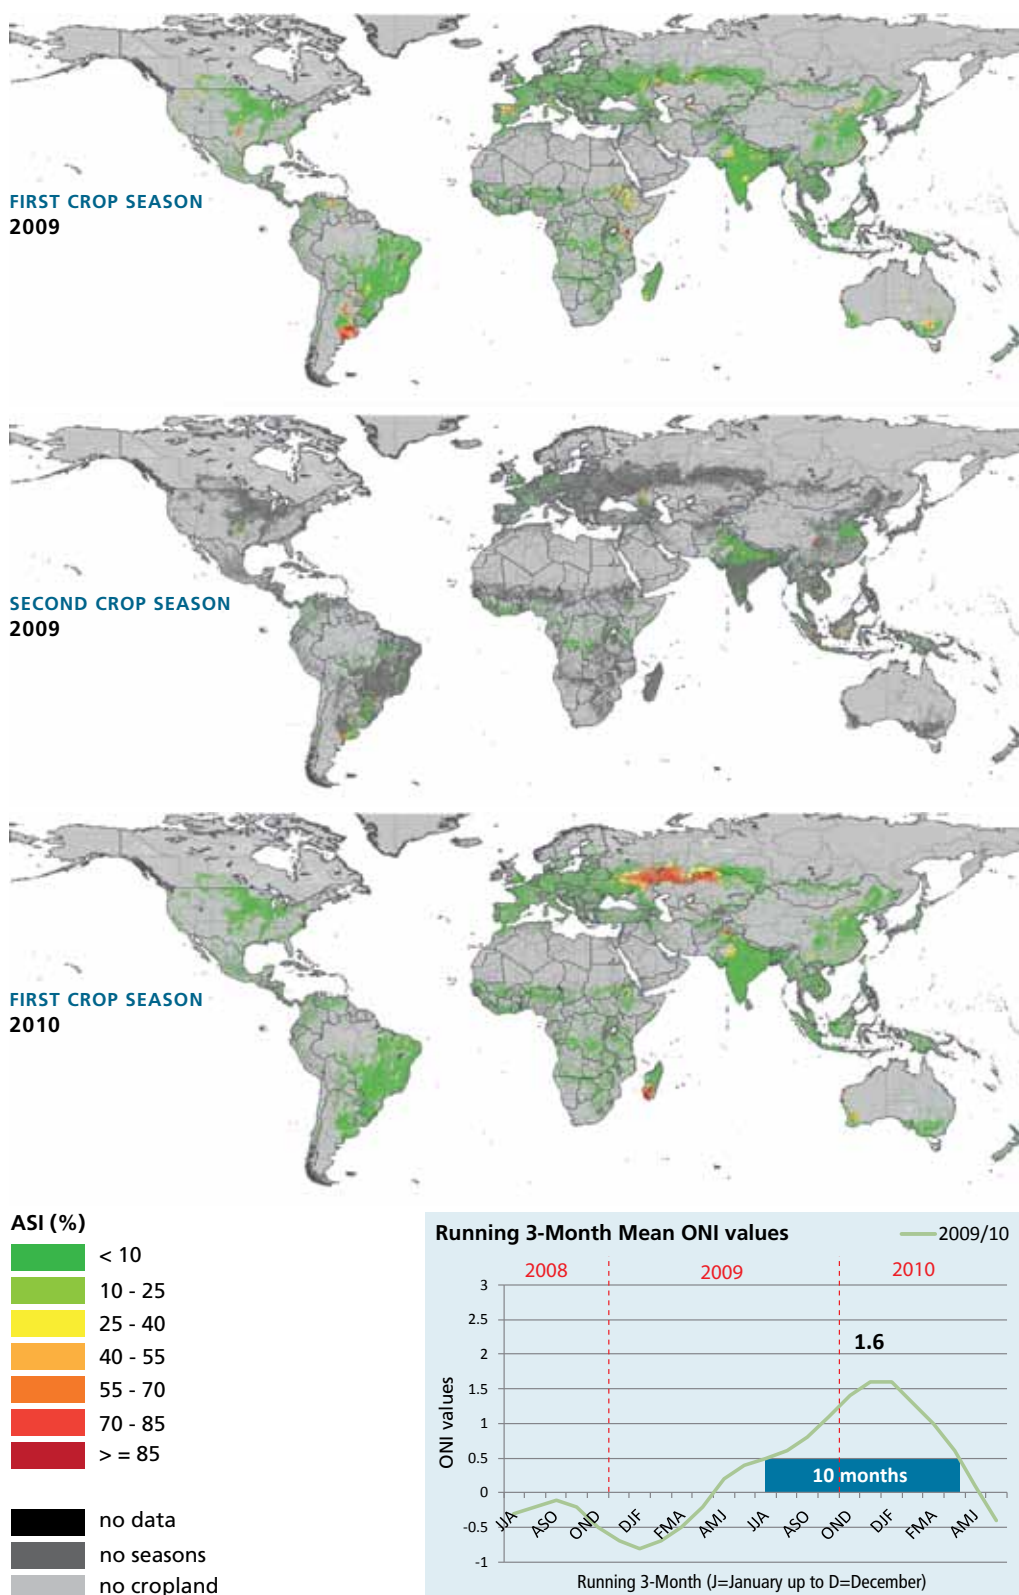 FIRST CROP SEASON
2009
SECOND CROP SEASON
2009
FIRST CROP SEASON
2010
ASI (%)
< 10
10 - 25
25 - 40
40 - 55
55 - 70
70 - 85
> = 85
no data
no seasons
no cropland
Running 3-Month Mean ONI values
2009/10
2008
2009
2010
3
2.5
2
1.5
1
0.5
0
-0.5
-1
ONI values
1.6
10 months
JJA
ASO
OND
DJF
FMA
AMJ
JJA
ASO
OND
DJF
FMA
AMJ
Running 3-Month (J=January up to D=December)